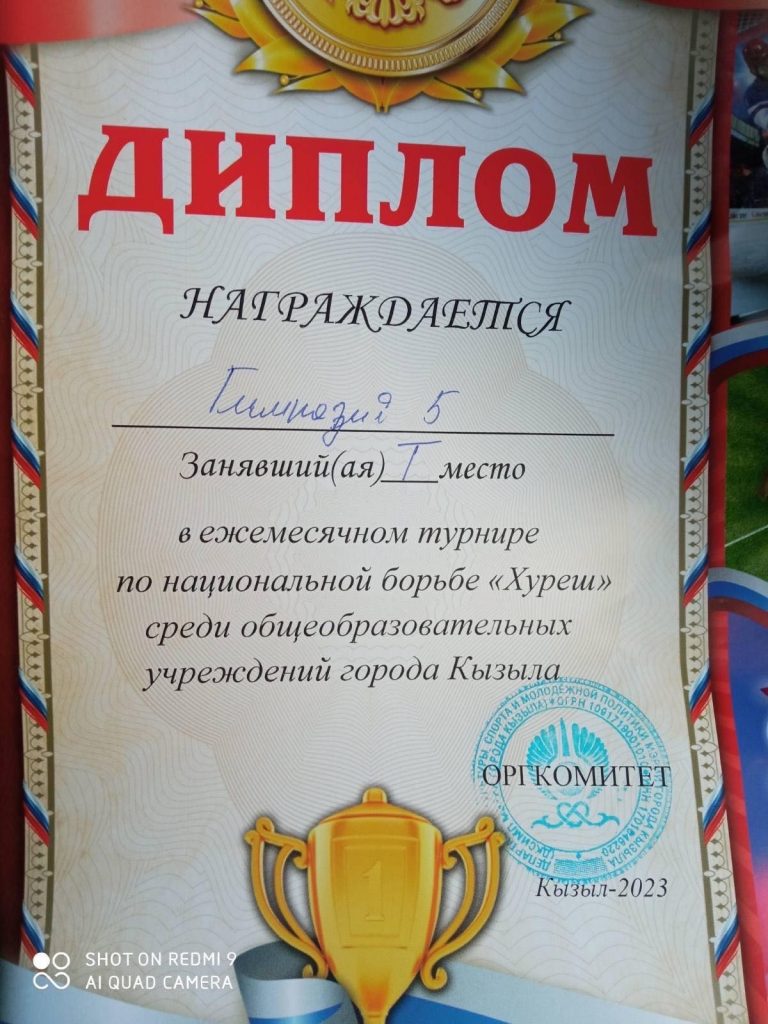 ДИПЛОМ
НАГРАЖДАЕТСЯ
Гимназия 5
Занявший(ая) I место
в ежемесячном турнире
по национальной борьбе «Хуреш»
среди общеобразовательных
учреждений города Кызыла
ОРГКОМИТЕТ
Кызыл-2023
1
SHOT ON REDMI 9
AI QUAD CAMERA